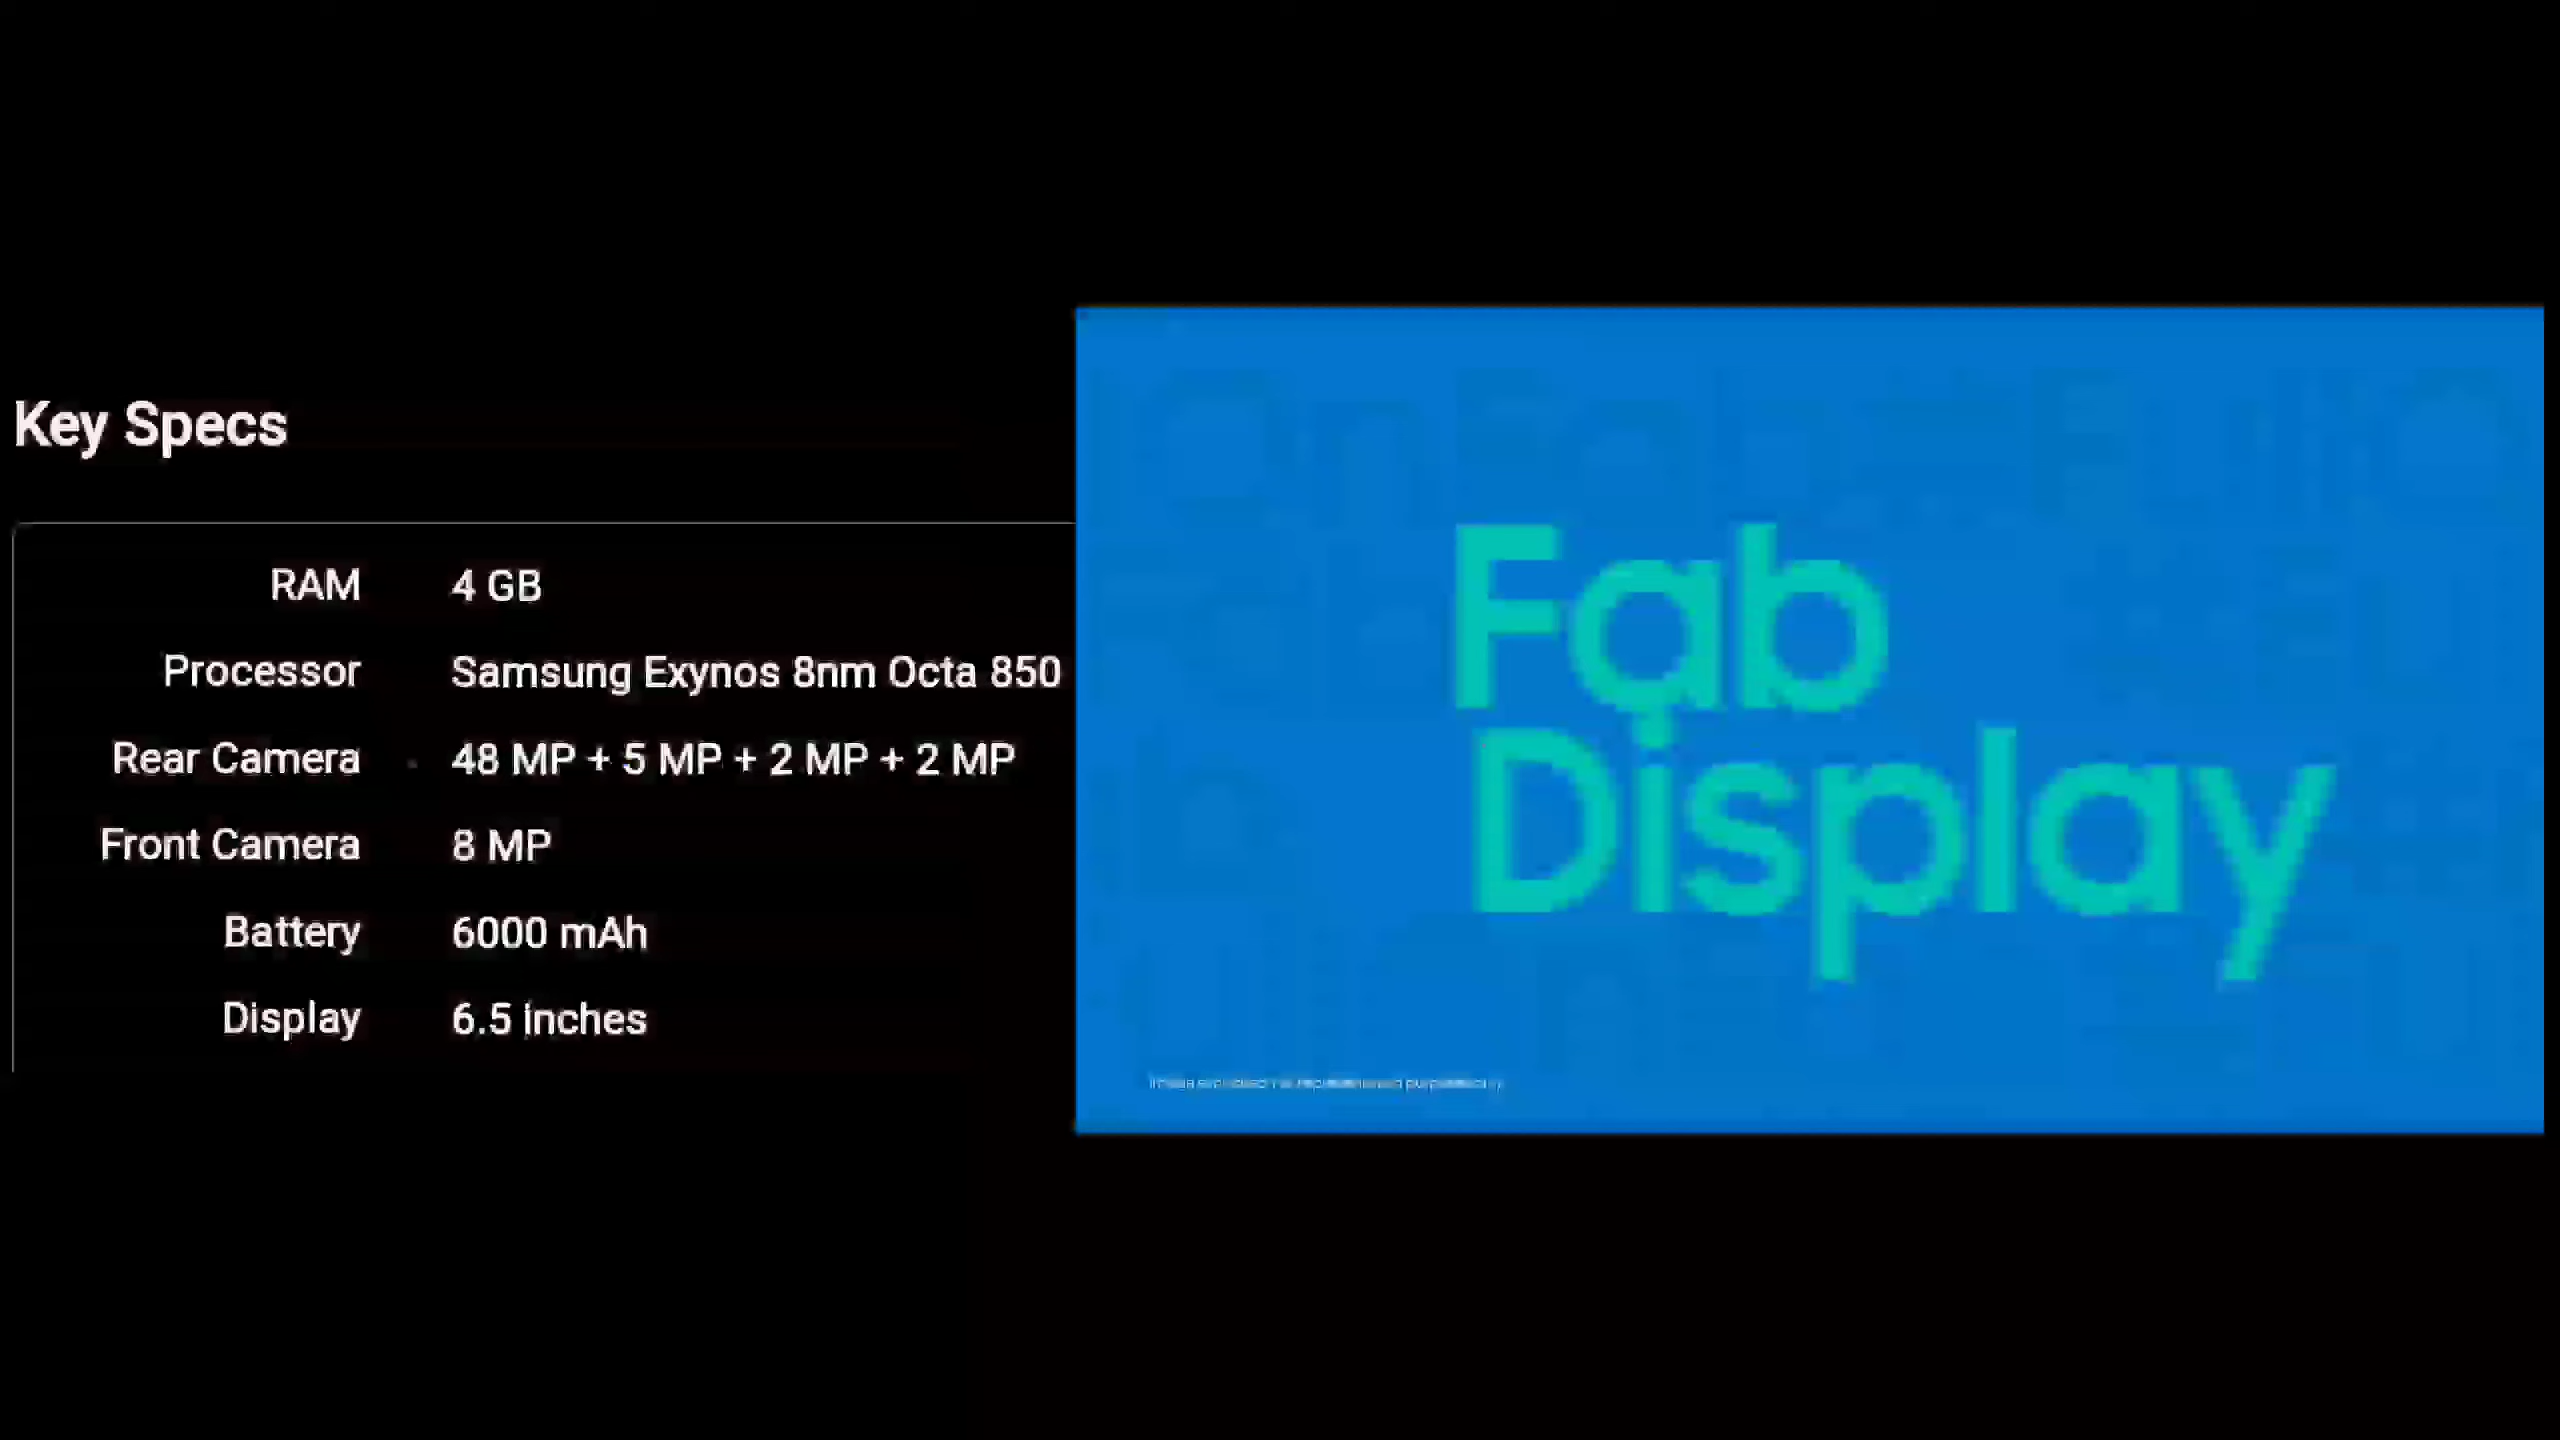 Key Specs
RAM 4 GB
Processor Samsung Exynos 8nm Octa 850
Rear Camera 48 MP + 5 MP + 2 MP + 2 MP
Front Camera 8 MP
Battery 6000 mAh
Display 6.5 inches
Fab
Display